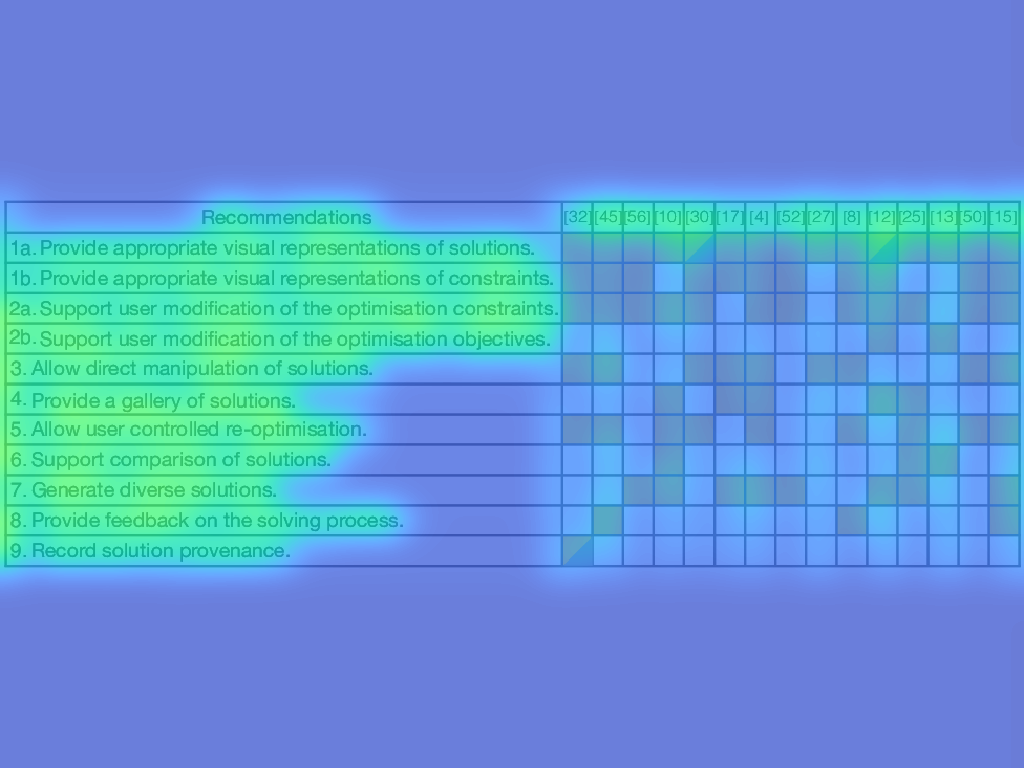 Recommendations [32] [45] [56] [10] [30] [17] [4] [52] [27] [8] [12] [25] [13] [50] [15]
1a. Provide appropriate visual representations of solutions.
1b. Provide appropriate visual representations of constraints.
2a. Support user modification of the optimisation constraints.
2b. Support user modification of the optimisation objectives.
3. Allow direct manipulation of solutions.
4. Provide a gallery of solutions.
5. Allow user controlled re-optimisation.
6. Support comparison of solutions.
7. Generate diverse solutions.
8. Provide feedback on the solving process.
9. Record solution provenance.